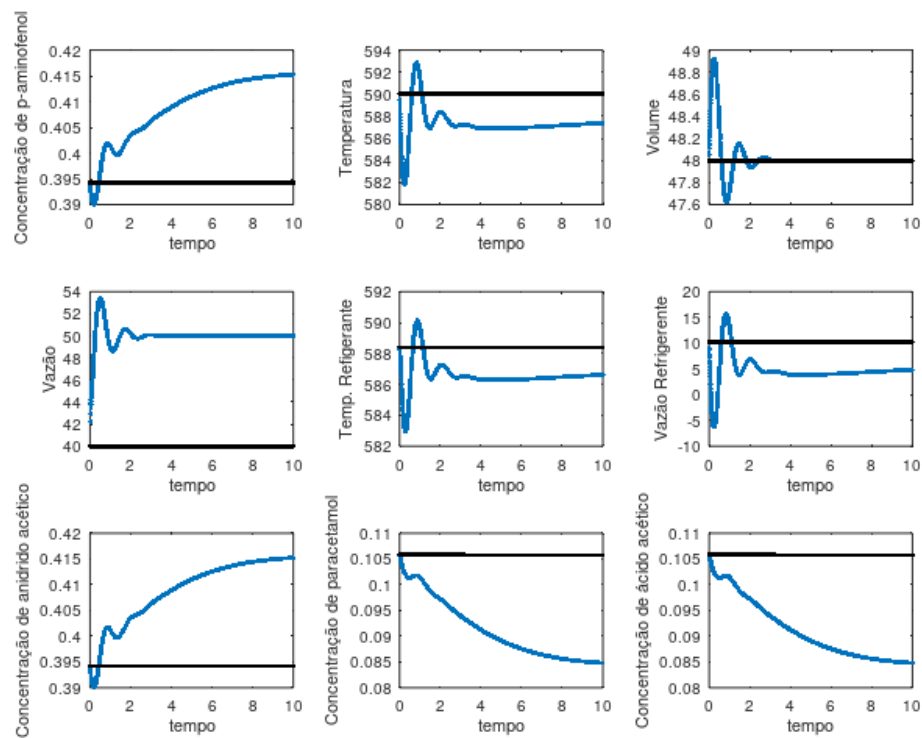 Concentração de p-aminofenol
0.42
0.415
0.41
0.405
0.4
0.395
0.39
0 2 4 6 8 10
tempo
Temperatura
594
592
590
588
586
584
582
580
0 2 4 6 8 10
tempo
Volume
49
48.8
48.6
48.4
48.2
48
47.8
47.6
0 2 4 6 8 10
tempo
Vazão
54
52
50
48
46
44
42
40
0 2 4 6 8 10
tempo
Temp. Refigerante
592
590
588
586
584
582
0 2 4 6 8 10
tempo
Vazão Refrigerente
20
15
10
5
0
-5
-10
0 2 4 6 8 10
tempo
Concentração de anidrido acético
0.42
0.415
0.41
0.405
0.4
0.395
0.39
0 2 4 6 8 10
tempo
Concentração de paracetamol
0.11
0.105
0.1
0.095
0.09
0.085
0.08
0 2 4 6 8 10
tempo
Concentração de ácido acético
0.11
0.105
0.1
0.095
0.09
0.085
0.08
0 2 4 6 8 10
tempo